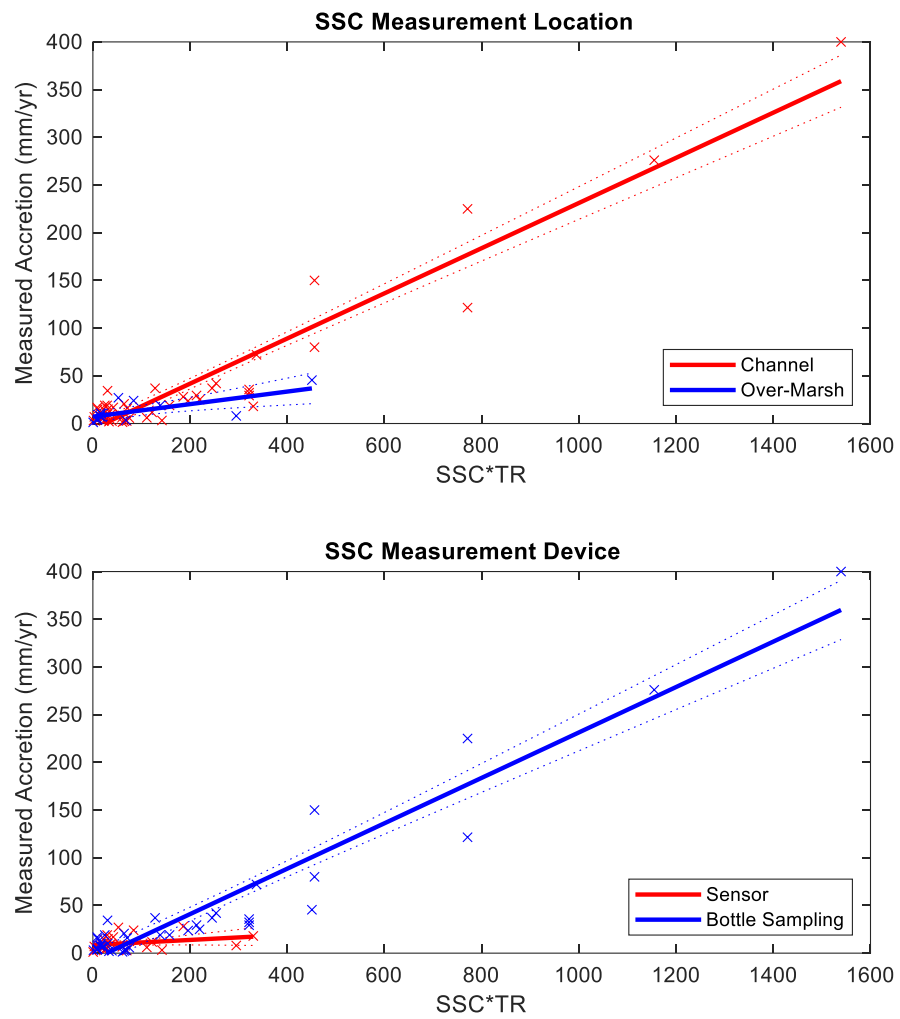 SSC Measurement Location
400
350
300
250
200
150
100
50
0
Measured Accretion (mm/yr)
Channel
Over-Marsh
0 200 400 600 800 1000 1200 1400 1600
SSC*TR
SSC Measurement Device
400
350
300
250
200
150
100
50
0
Measured Accretion (mm/yr)
Sensor
Bottle Sampling
0 200 400 600 800 1000 1200 1400 1600
SSC*TR